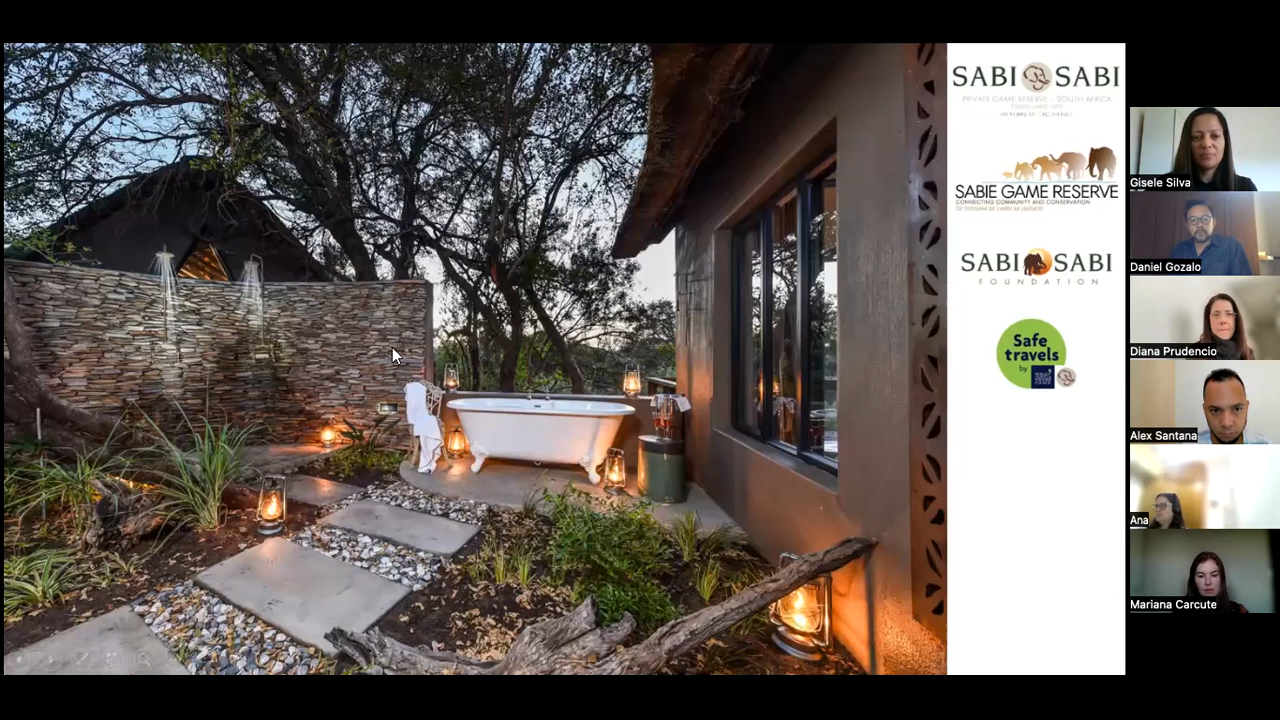 SABI SABI
PRIVATE GAME RESERVE – SOUTH AFRICA
SABIE GAME RESERVE
CONNECTING COMMUNITY AND CONSERVATION
SABI SABI
FOUNDATION
Safe
travels
by
Gisele Silva
Daniel Gozalo
Diana Prudencio
Alex Santana
Ana
Mariana Carcute